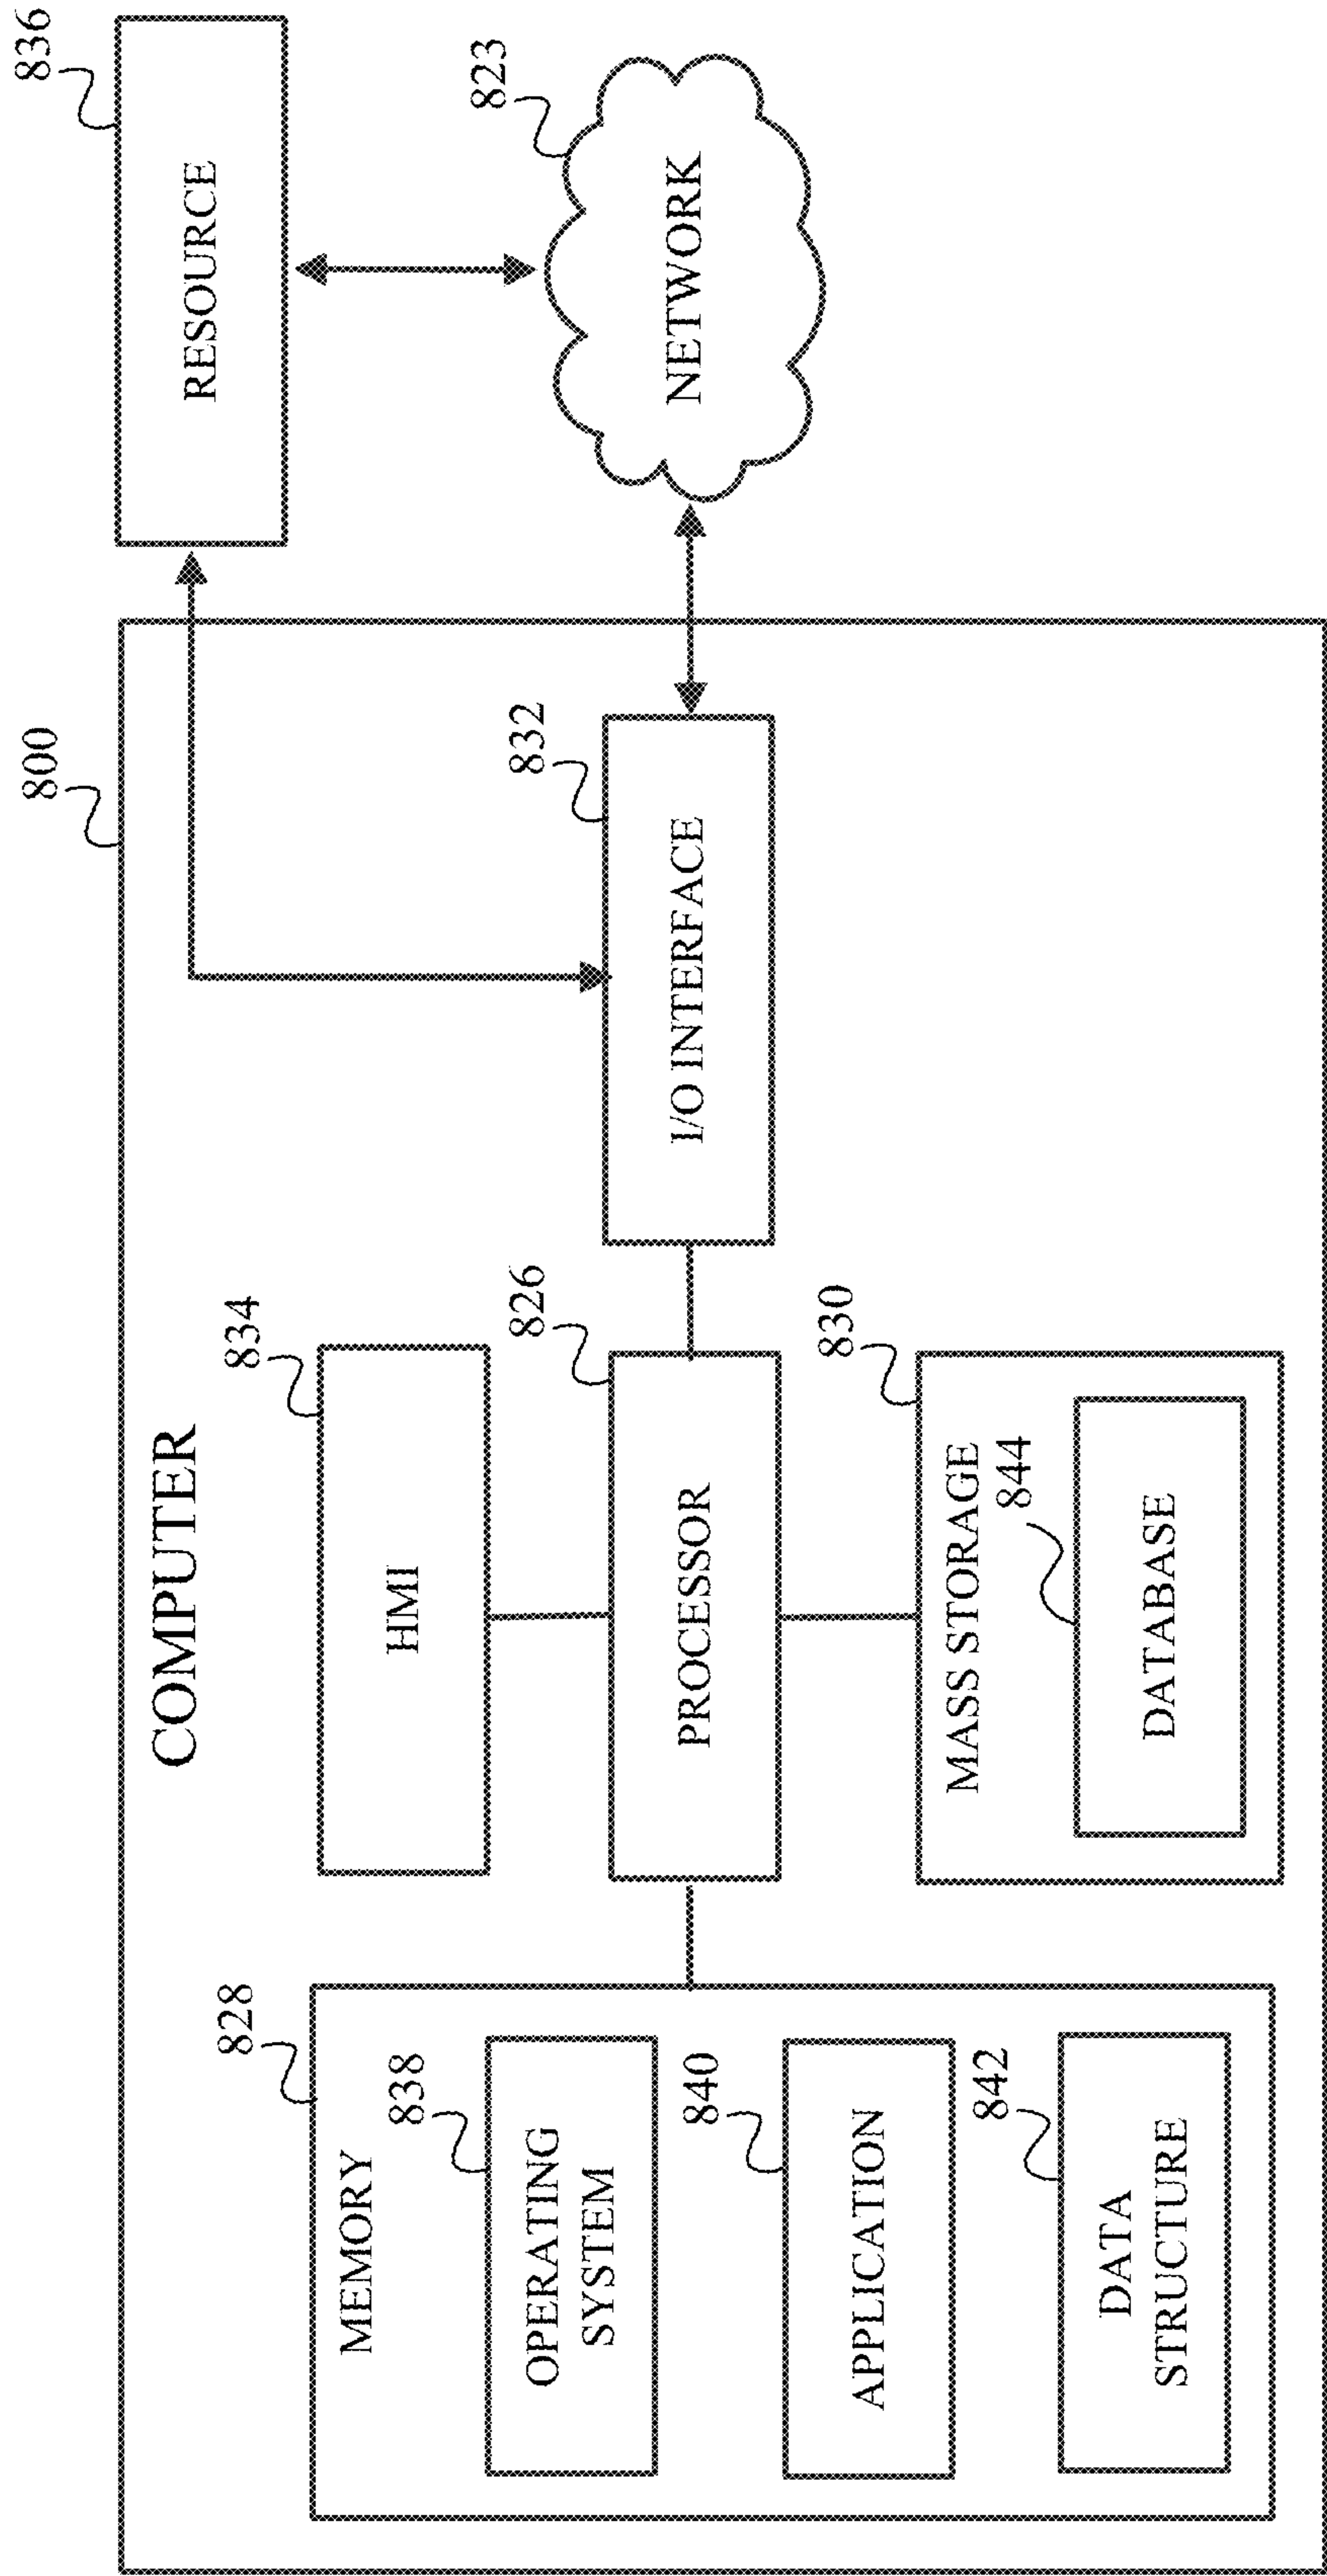 836
RESOURCE
823
NETWORK
800
COMPUTER
832
I/O INTERFACE
834
HMI
826
PROCESSOR
830
MASS STORAGE
844
DATABASE
828
MEMORY
838
OPERATING
SYSTEM
840
APPLICATION
842
DATA
STRUCTURE